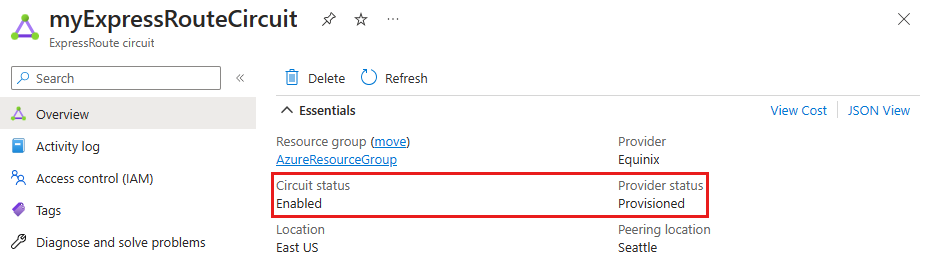 myExpressRouteCircuit
ExpressRoute circuit
Search
Overview
Activity log
Access control (IAM)
Tags
Diagnose and solve problems
Delete Refresh
Essentials View Cost JSON View
Resource group (move) Provider
AzureResourceGroup Equinix
Circuit status Provider status
Enabled Provisioned
Location Peering location
East US Seattle